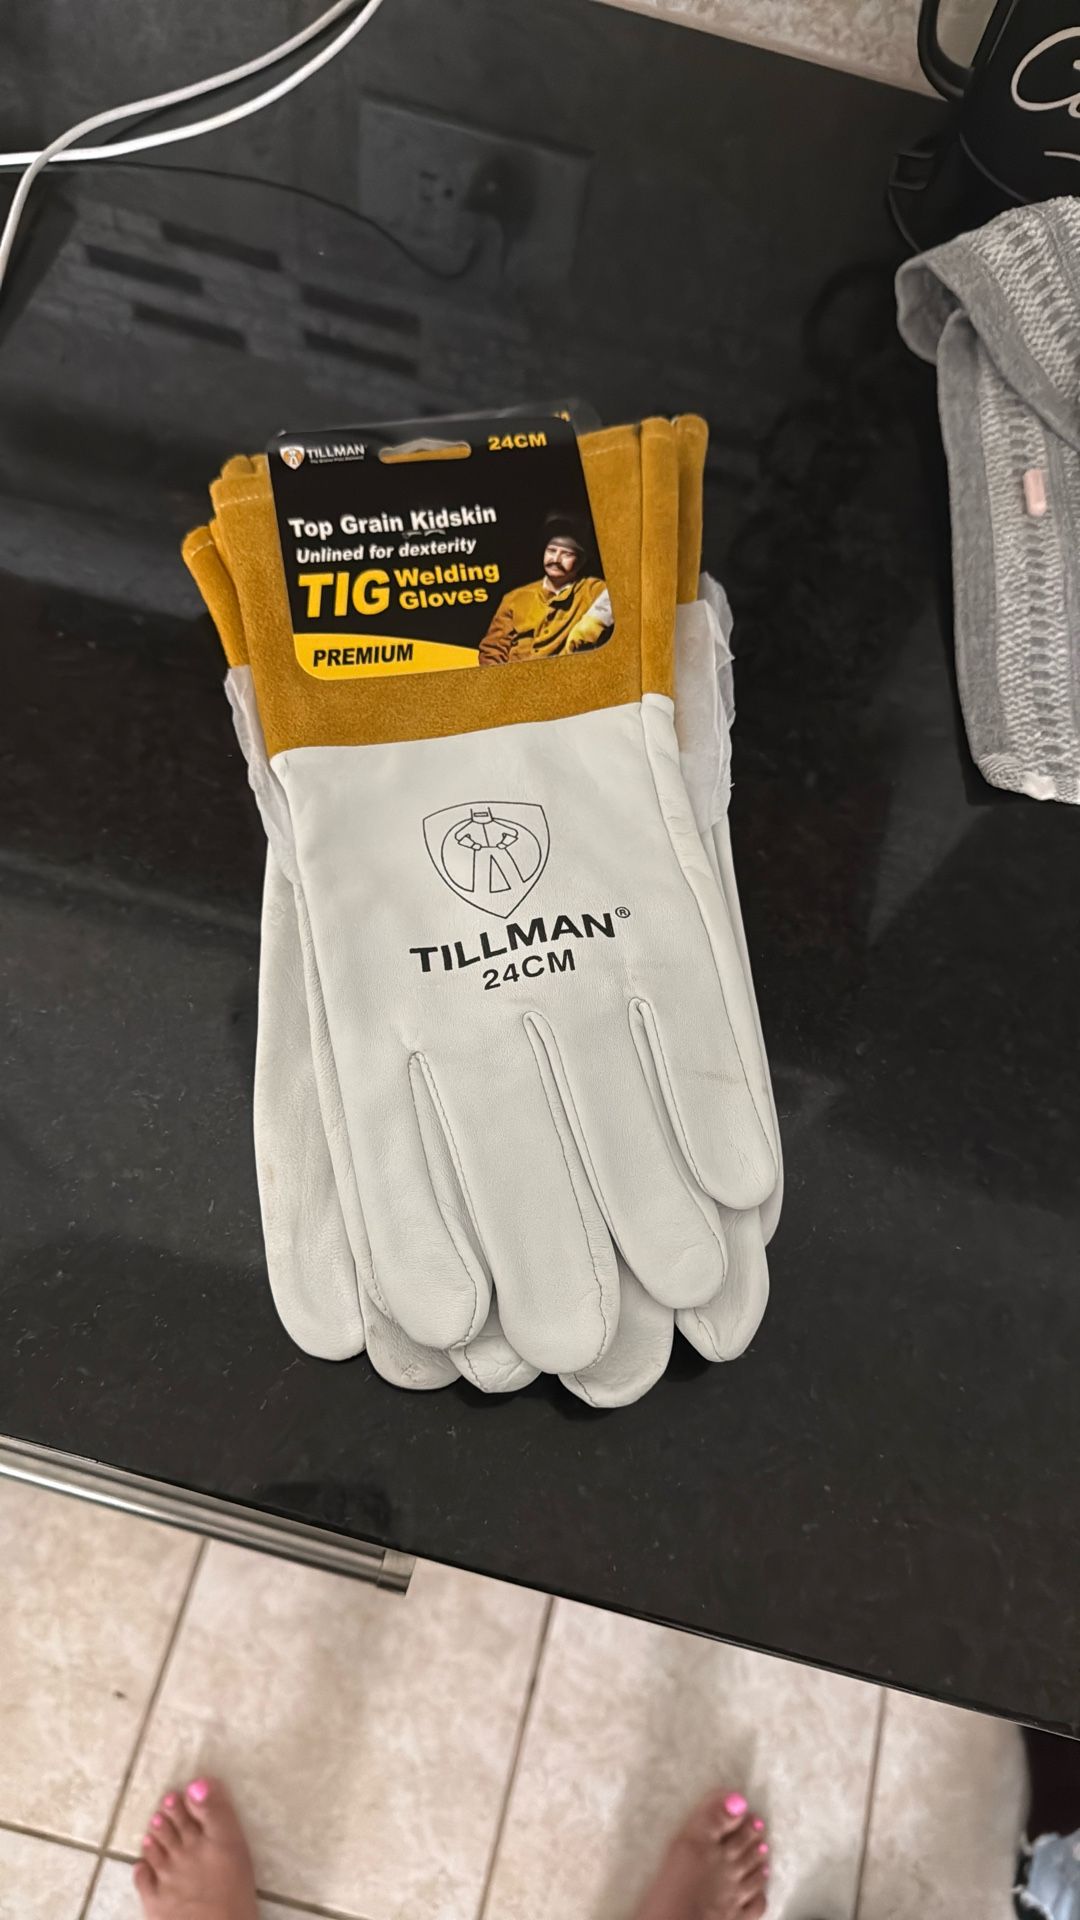 TILLMAN
24CM
Top Grain Kidskin
Unlined for dexterity
TIG Welding
Gloves
PREMIUM
TILLMAN®
24CM